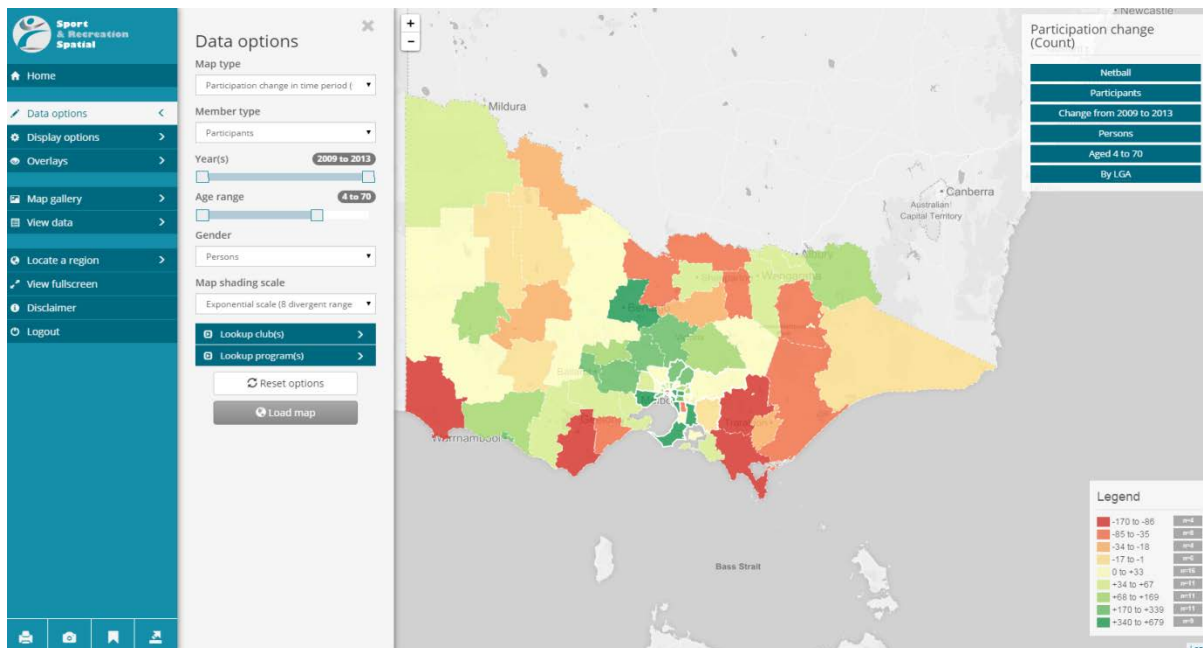 Sport
& Recreation
Spatial
Home
Data options
Display options
Overlays
Map gallery
View data
Locate a region
View fullscreen
Disclaimer
Logout
Data options
Map type
Participation change in time period (
Member type
Participants
Year(s)
2009 to 2013
Age range
4 to 70
Gender
Persons
Map shading scale
Exponential scale (8 divergent range
Lookup club(s)
Lookup program(s)
Reset options
Load map
+
−
Newcastle
Mildura
Canberra
Australian
Capital Territory
Wodonga
Warrnambool
Bass Strait
Participation change
(Count)
Netball
Participants
Change from 2009 to 2013
Persons
Aged 4 to 70
By LGA
Legend
-170 to -86
-85 to -35
-34 to -18
-17 to -1
0 to +33
+34 to +67
+68 to +169
+170 to +339
+340 to +679